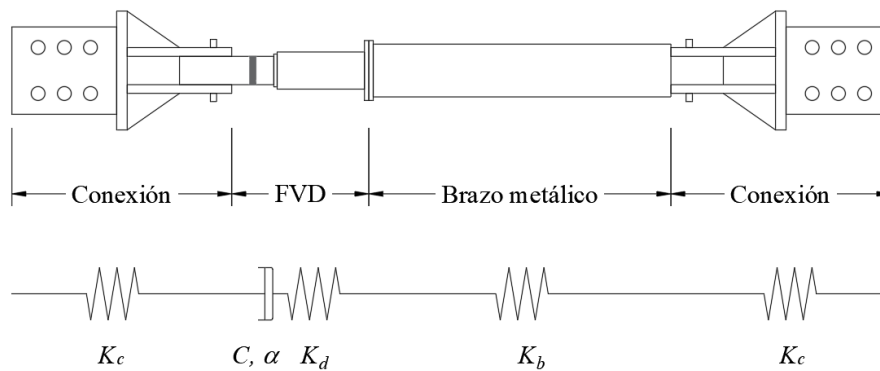 Conexión FVD Brazo metálico Conexión
Kc C, α Kd Kb Kc